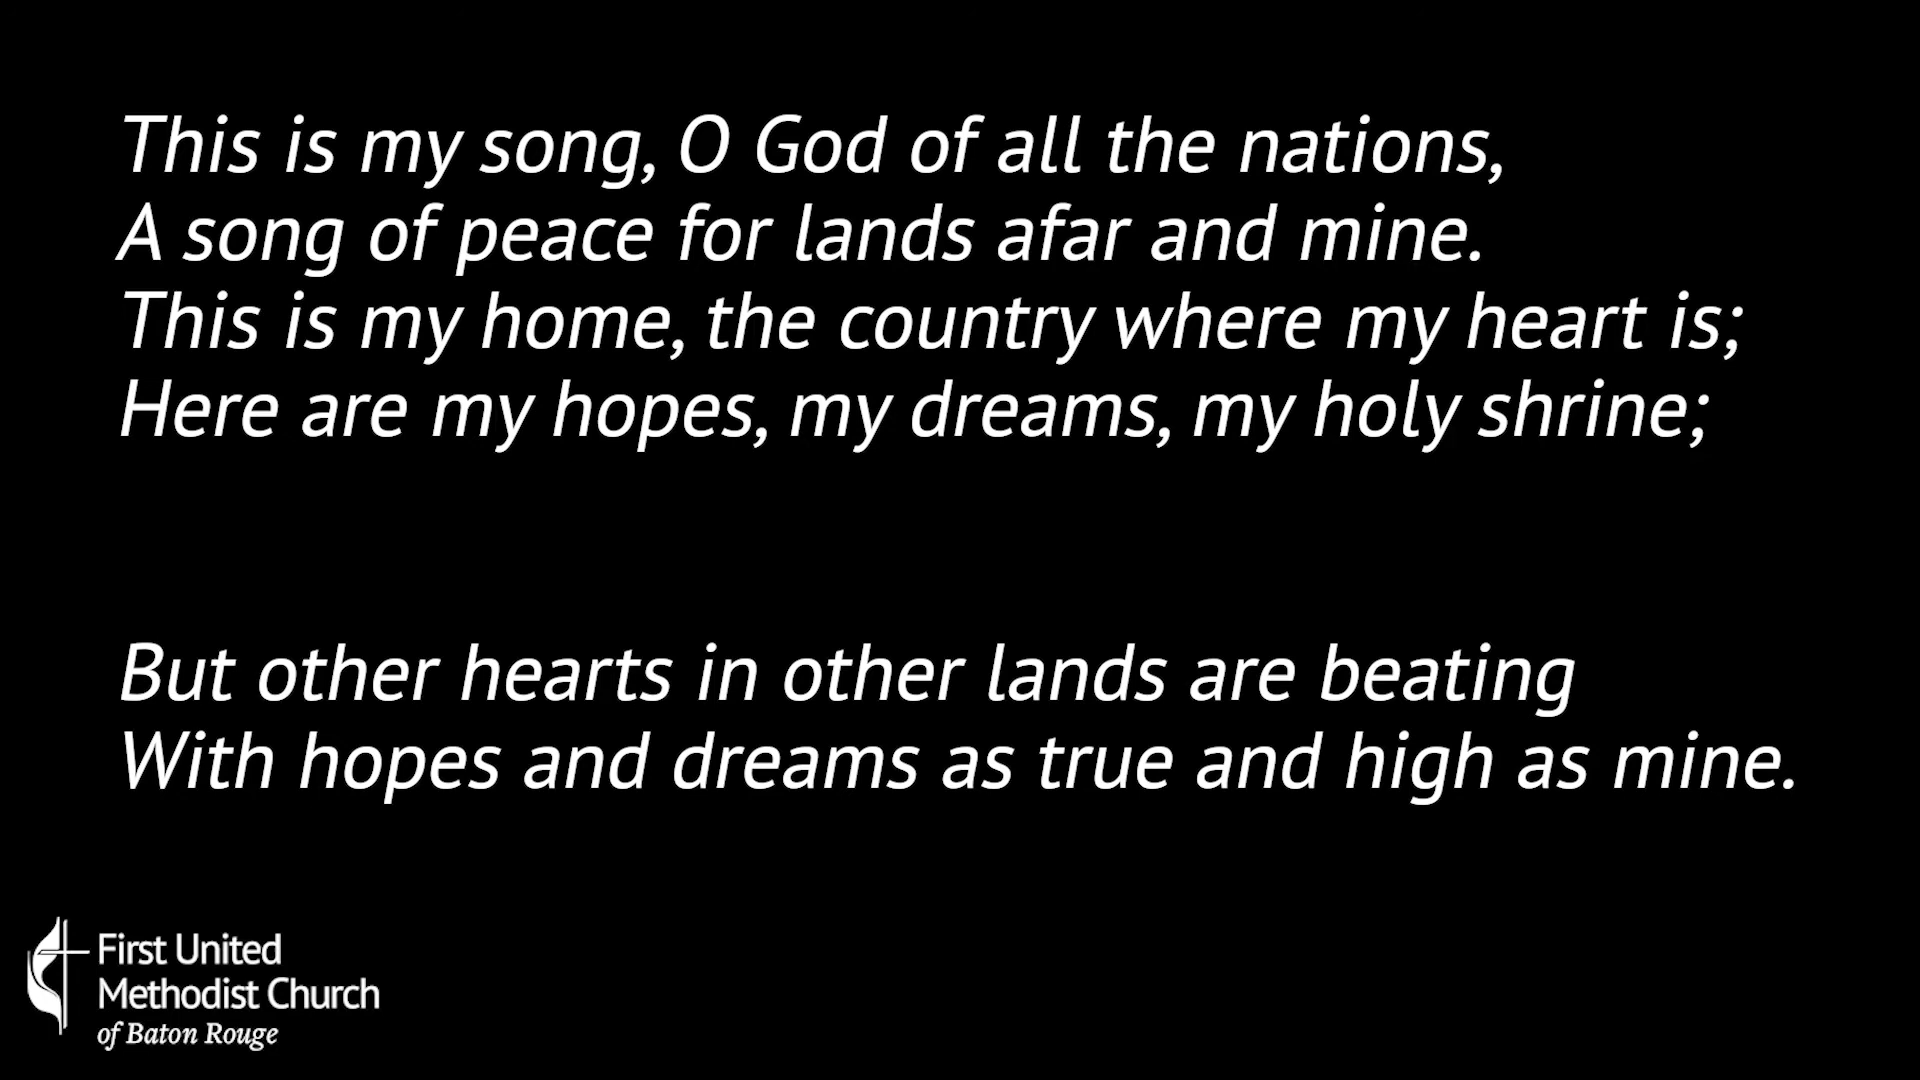 This is my song, O God of all the nations,
A song of peace for lands afar and mine.
This is my home, the country where my heart is;
Here are my hopes, my dreams, my holy shrine;
But other hearts in other lands are beating
With hopes and dreams as true and high as mine.
First United
Methodist Church
of Baton Rouge